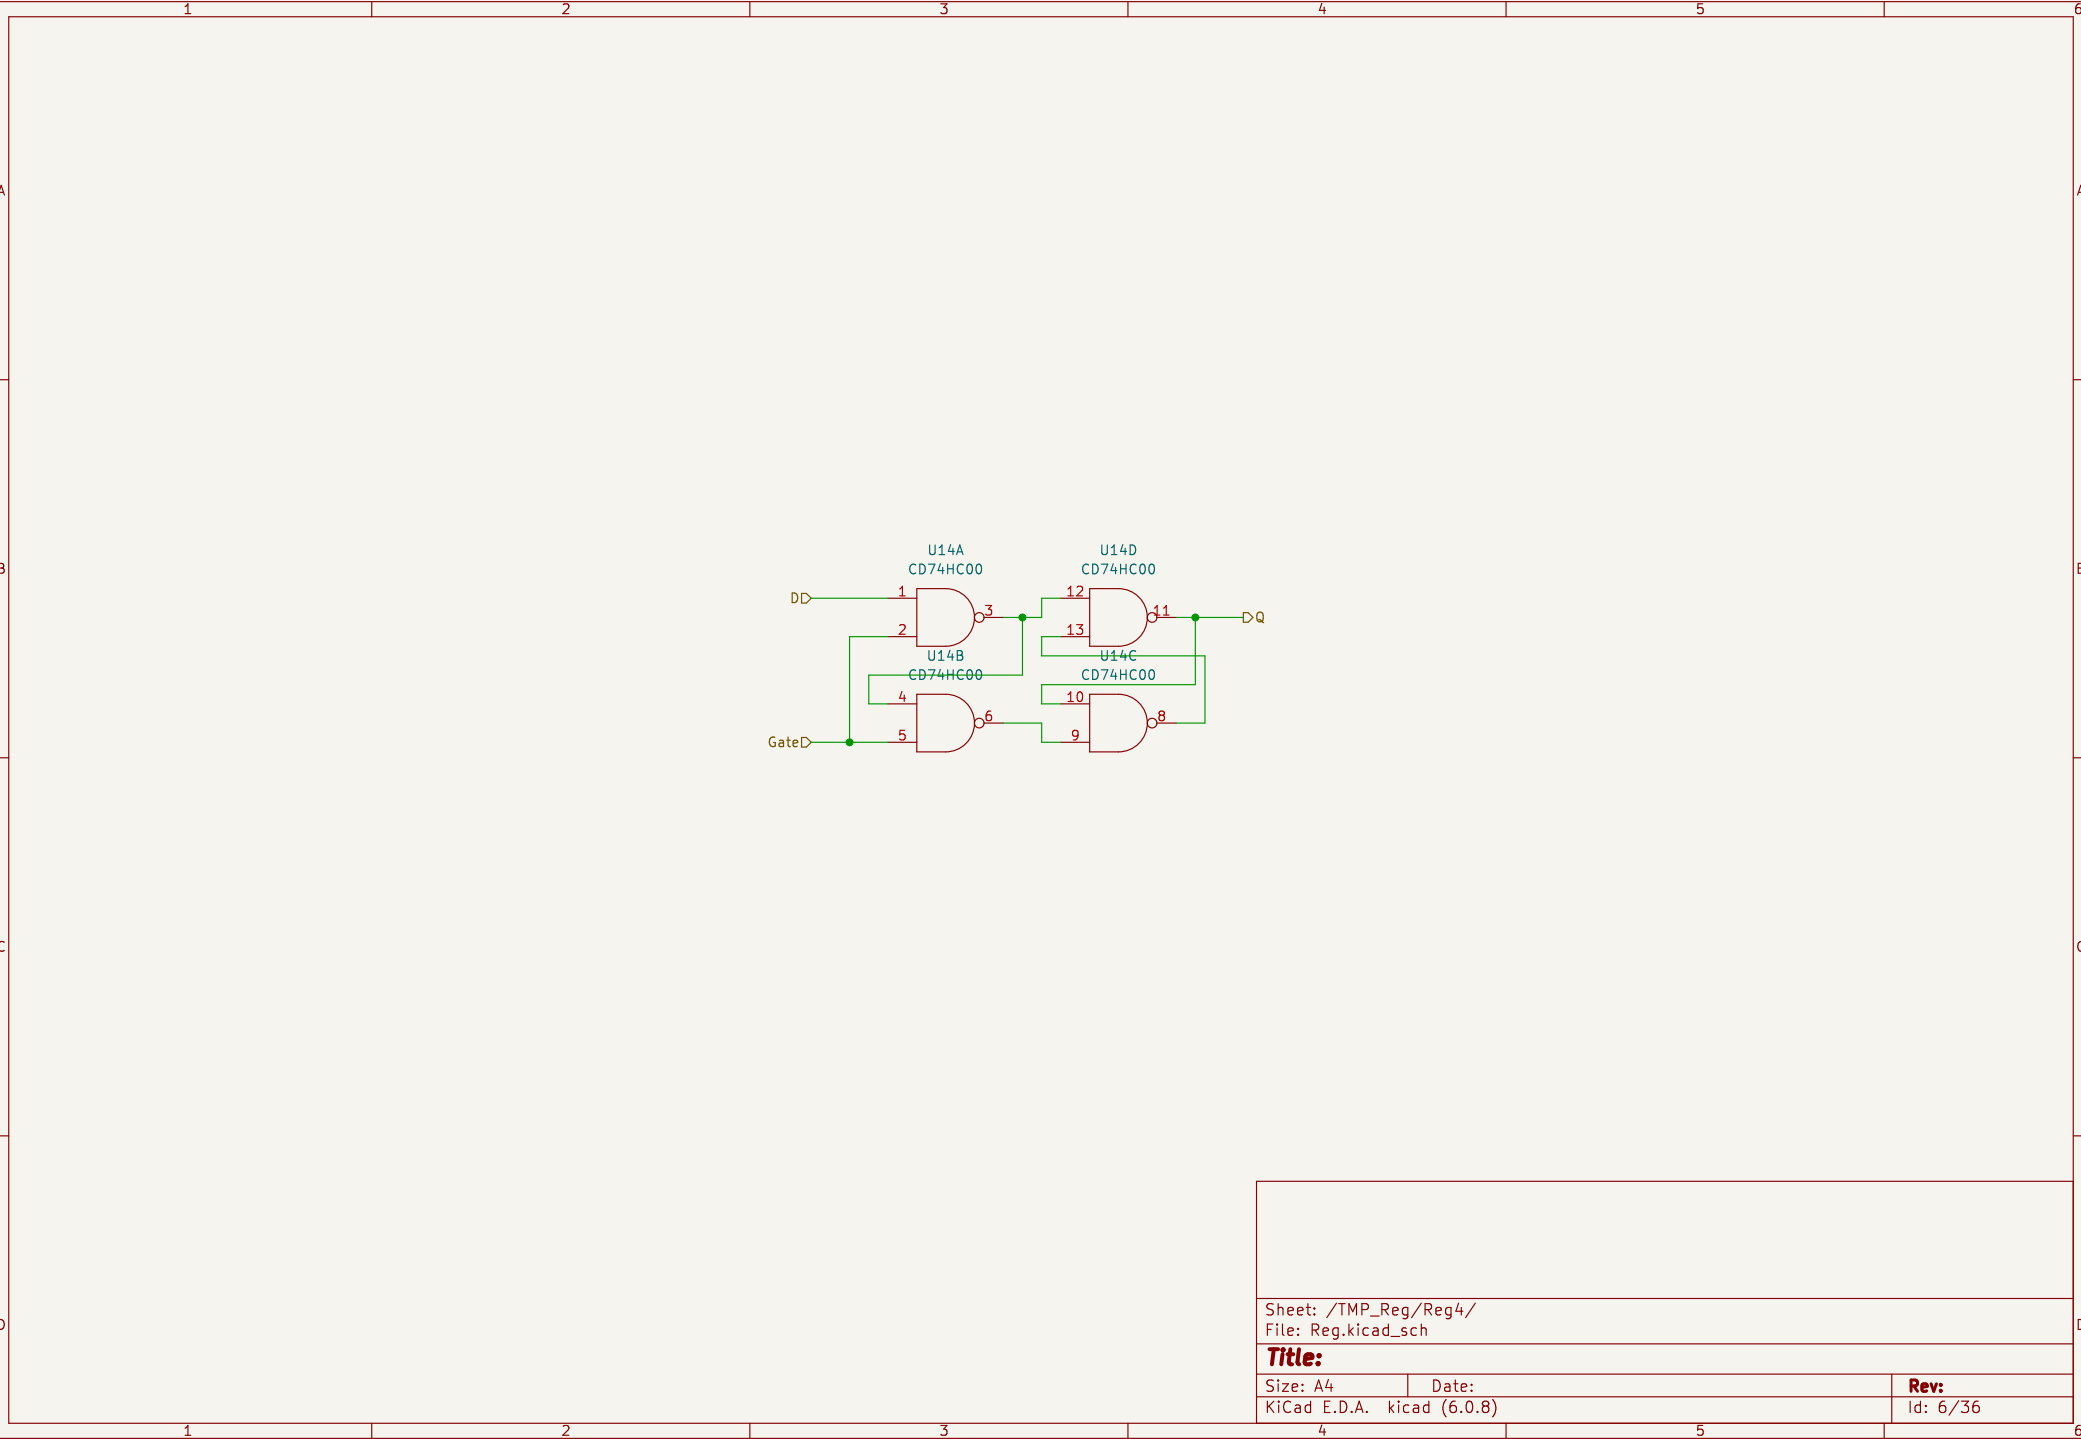 1 2 3 4 5 6
A A
U14A U14D
CD74HC00 CD74HC00
B B
D 1 12
3 11 Q
2 13
U14B U14C
CD74HC00 CD74HC00
4 10
6 8
Gate 5 9
C C
Sheet: /TMP_Reg/Reg4/
D D
File: Reg.kicad_sch
Title:
Size: A4 Date: Rev:
KiCad E.D.A. kicad (6.0.8) Id: 6/36
1 2 3 4 5 6